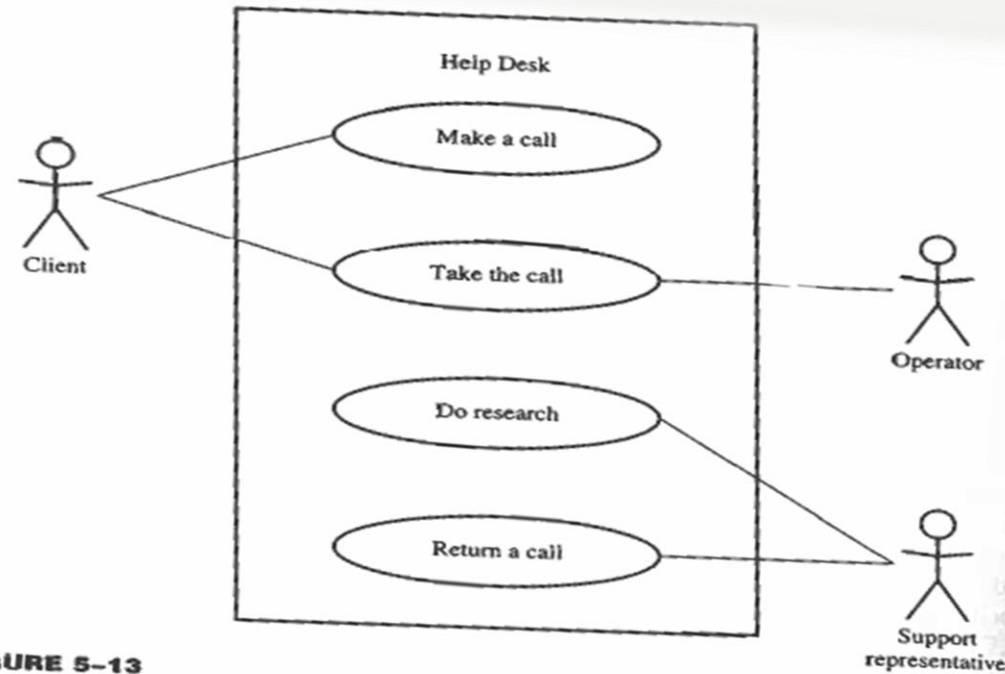 Help Desk
Make a call
Client
Take the call
Operator
Do research
Return a call
Support
representative
URE 5–13